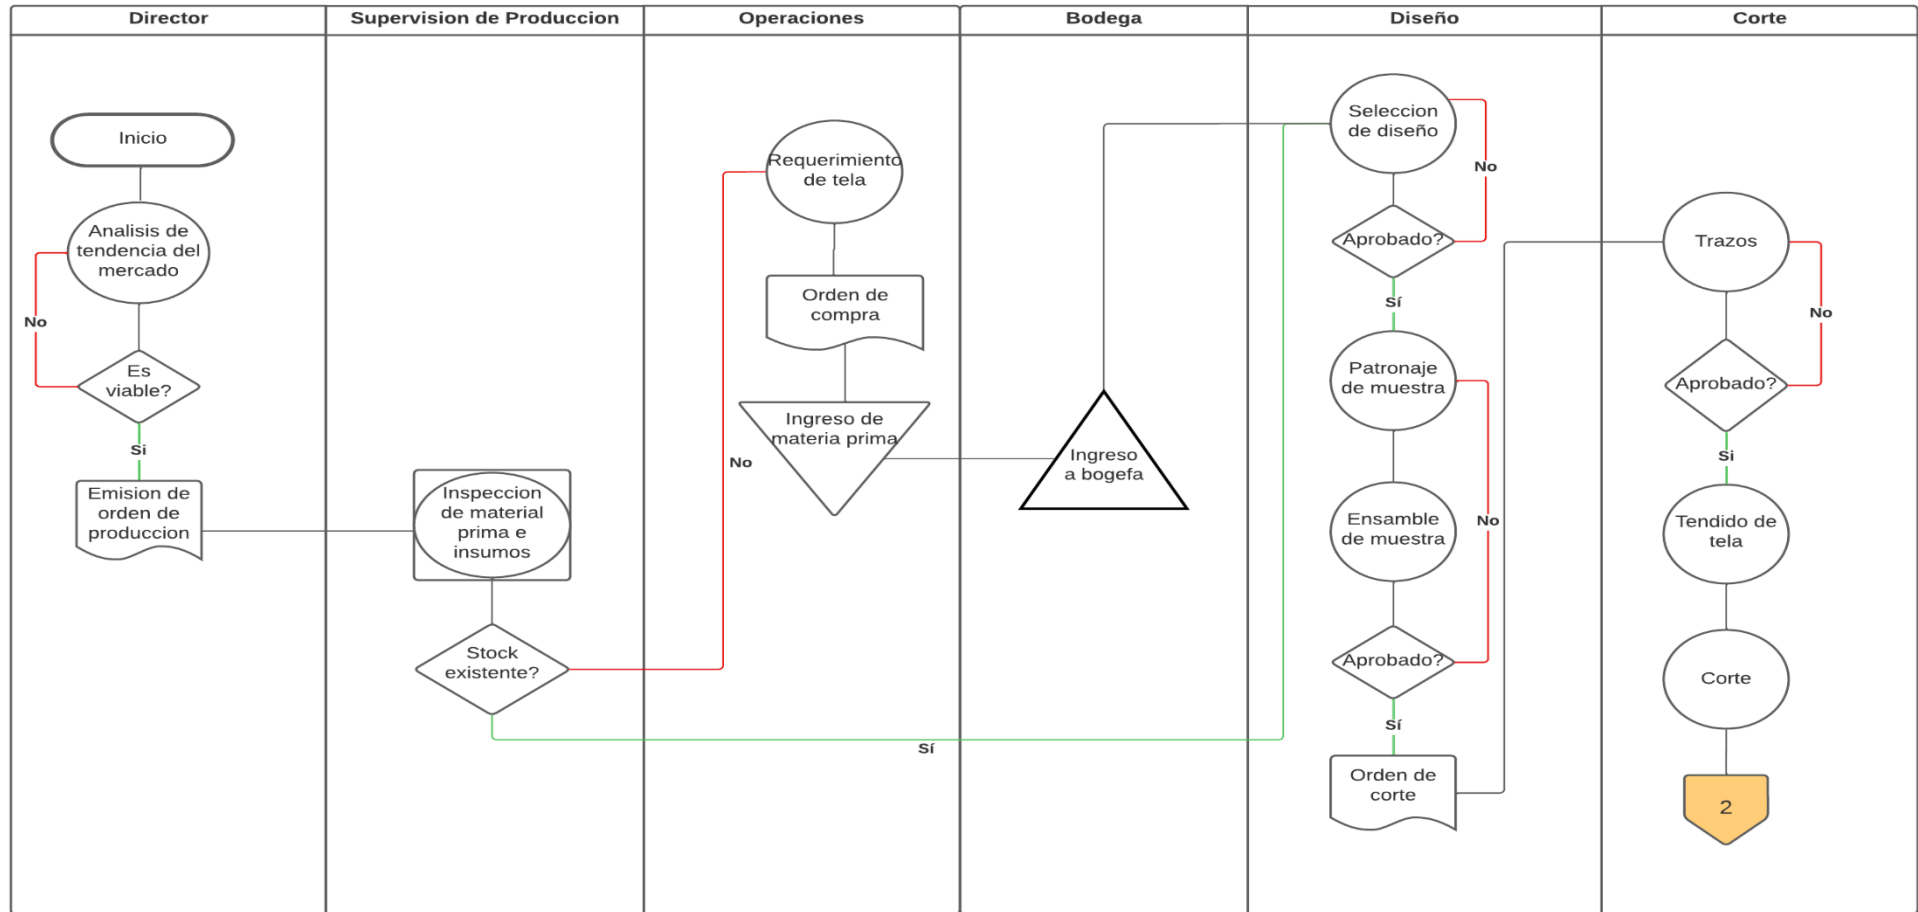 Director
Supervision de Produccion
Operaciones
Bodega
Diseño
Corte
Inicio
Analisis de
tendencia del
mercado
No
Es
viable?
Si
Emision de
orden de
produccion
Inspeccion
de material
prima e
insumos
Stock
existente?
No
Sí
Requerimiento
de tela
Orden de
compra
Ingreso de
materia prima
Ingreso
a bogefa
Seleccion
de diseño
No
Aprobado?
Sí
Patronaje
de muestra
Ensamble
de muestra
No
Aprobado?
Sí
Orden de
corte
Trazos
No
Aprobado?
Si
Tendido de
tela
Corte
2